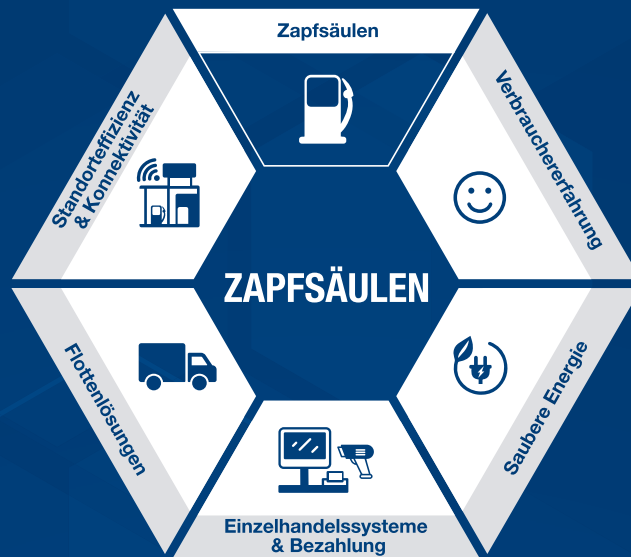 Zapfsäulen
Standorteffizienz
& Konnektivität
Verbrauchererfahrung
ZAPFSÄULEN
Flottenlösungen
Saubere Energie
Einzelhandelssysteme
& Bezahlung